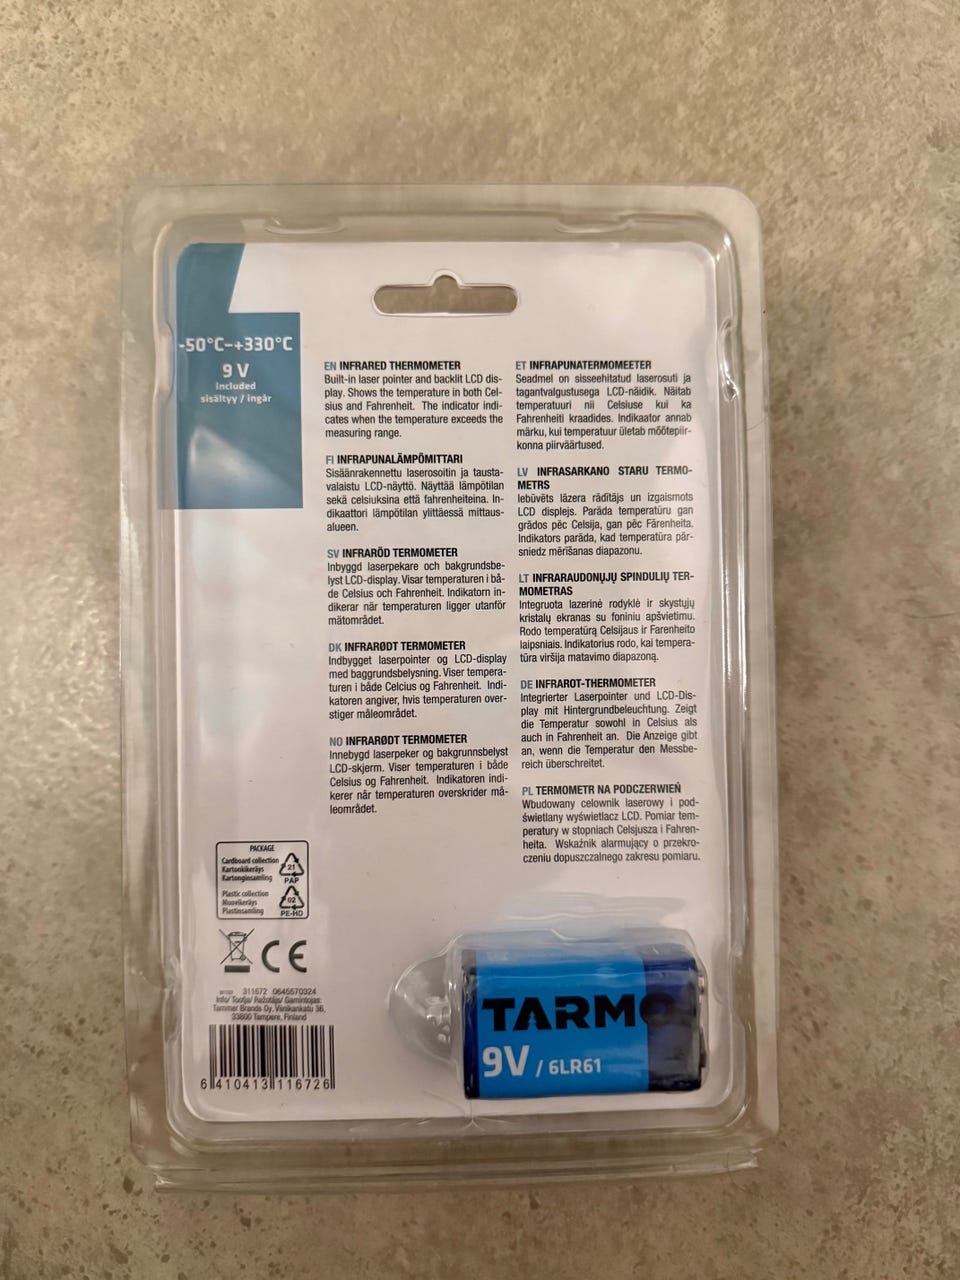 -50°C–+330°C
9 V
included
sisältyy / ingår
EN INFRARED THERMOMETER
Built-in laser pointer and backlit LCD dis-
play. Shows the temperature in both Cel-
sius and Fahrenheit. The indicator indi-
cates when the temperature exceeds the
measuring range.
FI INFRAPUNALÄMPÖMITTARI
Sisäänrakennettu laserosoitin ja tausta-
valaistu LCD-näyttö. Näyttää lämpötilan
sekä celsiuksina että fahrenheiteina. In-
dikaattori lämpötilan ylittäessä mittaus-
alueen.
SV INFRARÖD TERMOMETER
Inbyggd laserpekare och bakgrundsbe-
lyst LCD-display. Visar temperaturen i bå-
de Celsius och Fahrenheit. Indikatorn in-
dikerar när temperaturen ligger utanför
mätområdet.
DK INFRARØDT TERMOMETER
Indbygget laserpointer og LCD-display
med baggrundsbelysning. Viser tempera-
turen i både Celcius og Fahrenheit. Indi-
katoren angiver, hvis temperaturen over-
stiger måleområdet.
NO INFRARØDT TERMOMETER
Innebygd laserpeker og bakgrunnsbelyst
LCD-skjerm. Viser temperaturen i både
Celsius og Fahrenheit. Indikatoren indi-
kerer når temperaturen overskrider må-
leområdet.
ET INFRAPUNATERMOMEETER
Seadmel on sisseehitatud laserosuti ja
tagantvalgustusega LCD-näidik. Näitab
temperatuuri nii Celsiuse kui ka
Fahrenheiti kraadides. Indikaator annab
märku, kui temperatuur ületab mõõtepiir-
konna piirväärtused.
LV INFRASARKANO STARU TERMO-
METRS
Iebūvēts lāzera rādītājs un izgaismots
LCD displejs. Parāda temperatūru gan
grādos pēc Celsija, gan pēc Fārenheita.
Indikators parāda, kad temperatūra pār-
sniedz mērīšanas diapazonu.
LT INFRARAUDONŲJŲ SPINDULIŲ TER-
MOMETRAS
Integruota lazerinė rodyklė ir skystųjų
kristalų ekranas su foniniu apšvietimu.
Rodo temperatūrą Celsijaus ir Farenheito
laipsniais. Indikatorius rodo, kai tempera-
tūra viršija matavimo diapazoną.
DE INFRAROT-THERMOMETER
Integrierter Laserpointer und LCD-Dis-
play mit Hintergrundbeleuchtung. Zeigt
die Temperatur sowohl in Celsius als
auch in Fahrenheit an. Die Anzeige gibt
an, wenn die Temperatur den Messbe-
reich überschreitet.
PL TERMOMETR NA PODCZERWIEŃ
Wbudowany celownik laserowy i pod-
świetlany wyświetlacz LCD. Pomiar tem-
peratury w stopniach Celsjusza i Fahren-
heita. Wskaźnik alarmujący o przekro-
czeniu dopuszczalnego zakresu pomiaru.
PACKAGE
Cardboard collection
Kartonkikeräys
Kartonginsamling
21
PAP
Plastic collection
Muovikeräys
Plastinsamling
02
PE-HD
CE
311672 0645570324
Info/ Tootja/ Ražotājs/ Gamintojas:
Tammer Brands Oy, Viinikankatu 36,
33800 Tampere, Finland
6 410413 116726
TARMO
9V / 6LR61